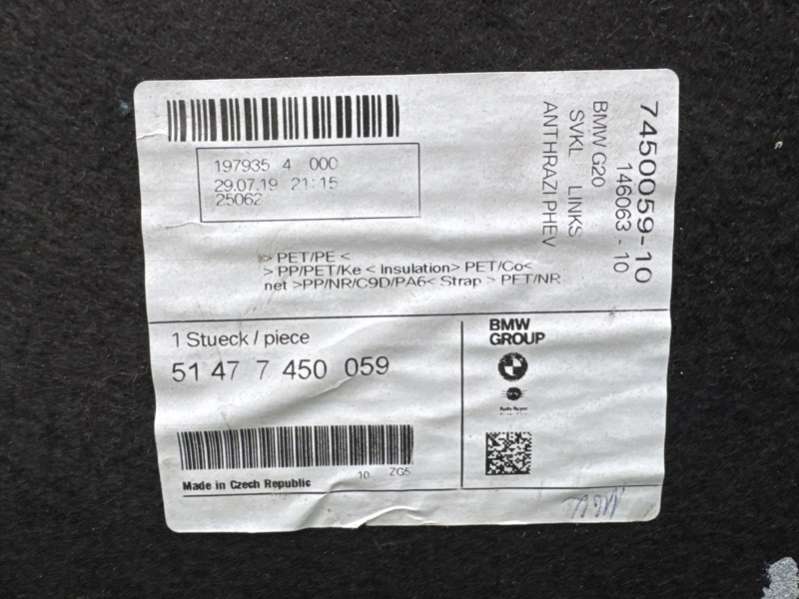 197935 4 000
29.07.19 21:15
25062
7450059-10
146063 - 10
BMW G20
SVKL LINKS
ANTHRAZI PHEV
> PET/PE <
> PP/PET/Ke < Insulation> PET/Co<
net >PP/NR/C9D/PA6< Strap > PET/NR
1 Stueck / piece
51 47 7 450 059
BMW
GROUP
10 ZG5
Made in Czech Republic